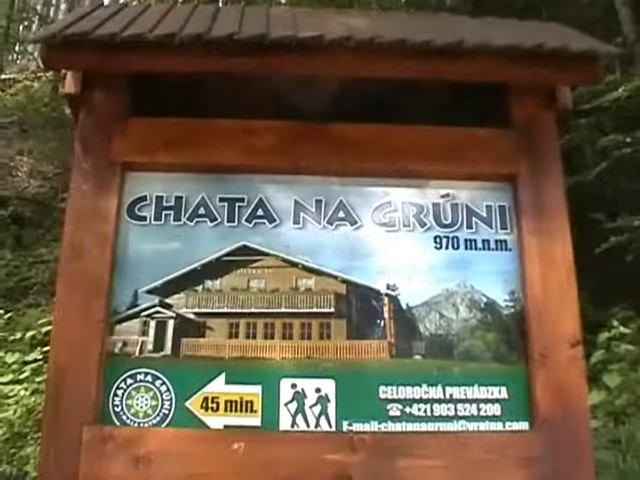 CHATA NA GRÚNI
970 m.n.m.
CHATA NA GRÚNI
45 min.
CELOROČNÁ PREVÁDZKA
☎+421 903 524 200
E-mail:chatanagruni@vratna.com